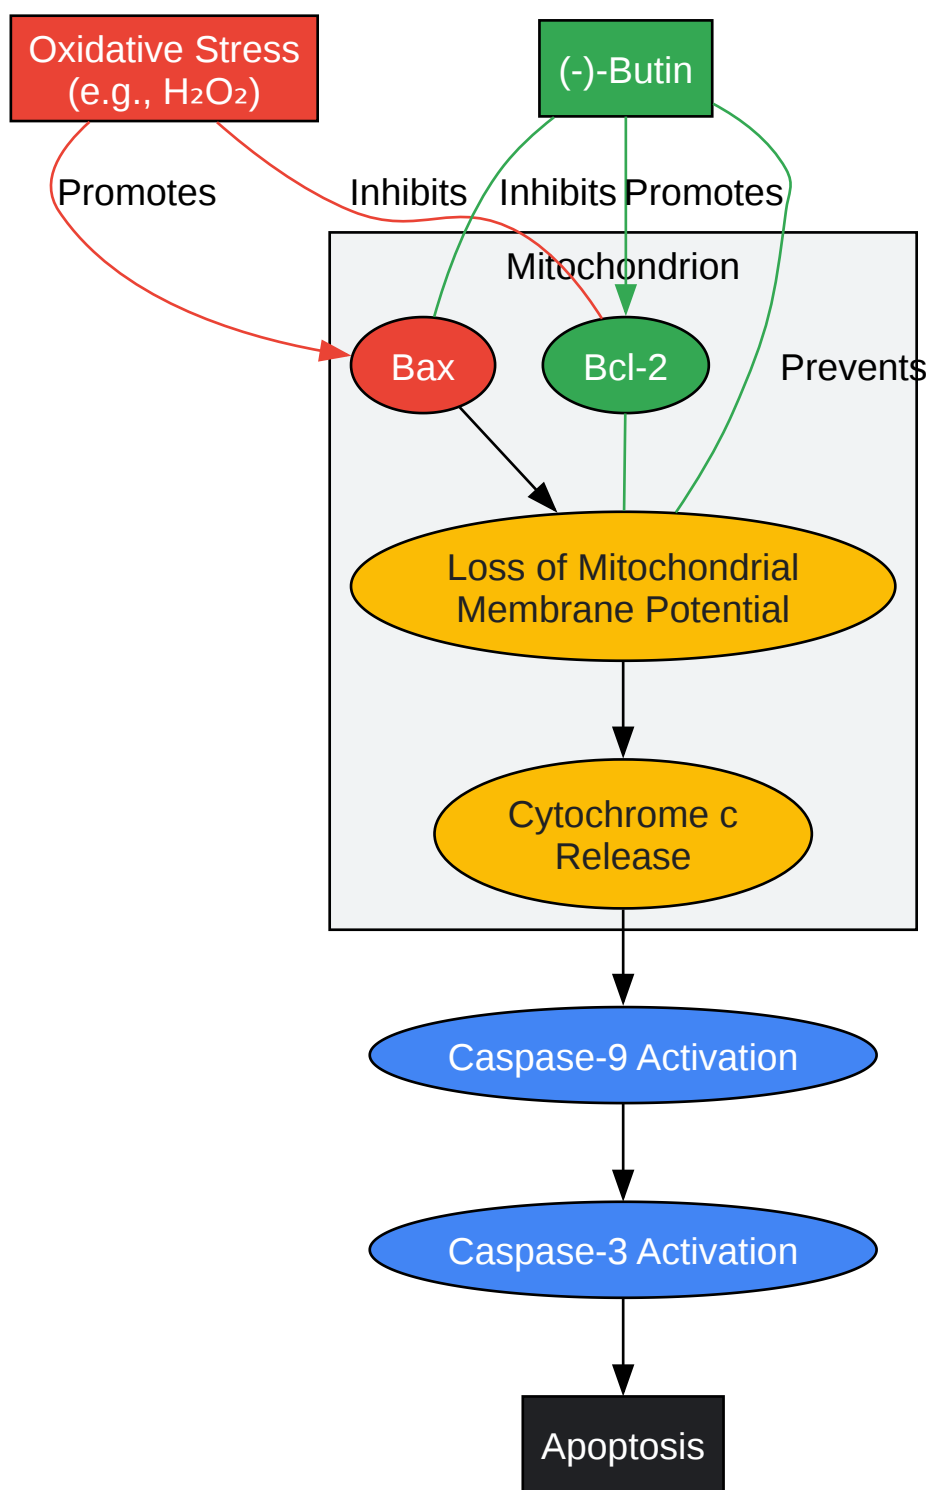 Oxidative Stress
(e.g., H₂O₂)
(-)-Butin
Promotes
Inhibits
Inhibits
Promotes
Mitochondrion
Bax
Bcl-2
Prevents
Loss of Mitochondrial
Membrane Potential
Cytochrome c
Release
Caspase-9 Activation
Caspase-3 Activation
Apoptosis